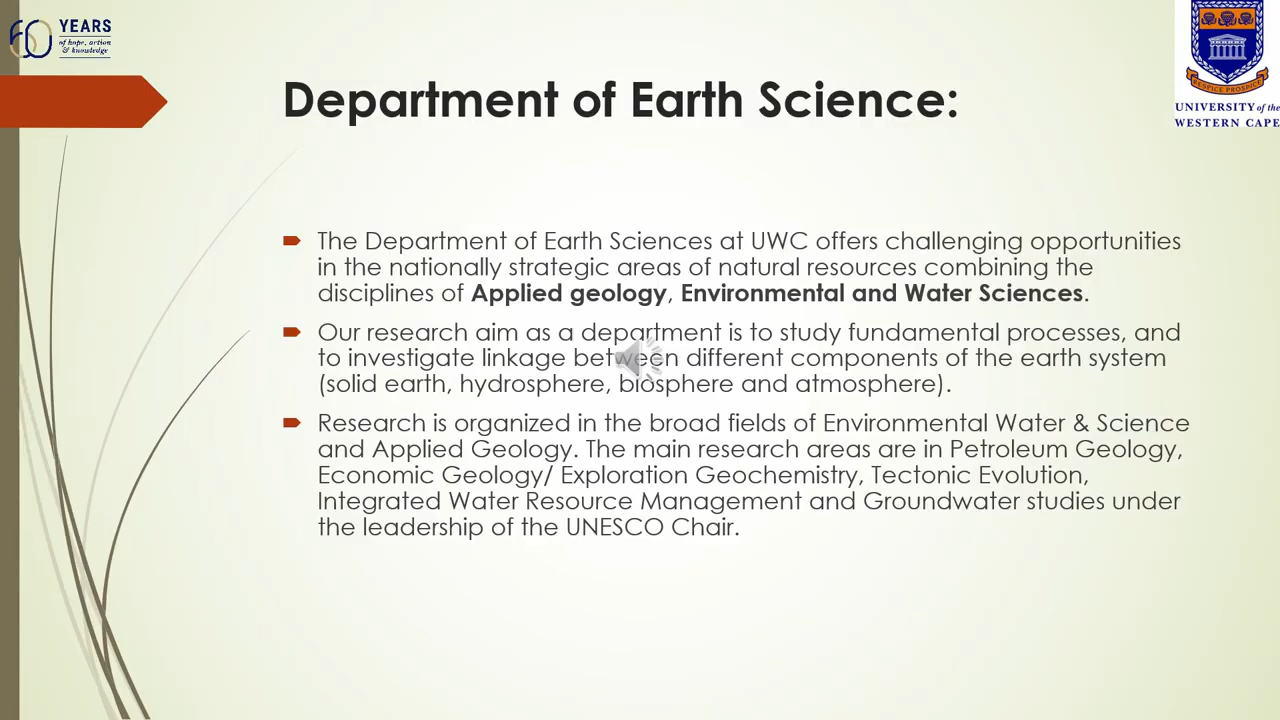 60 YEARS
of hope, action
& knowledge
Department of Earth Science:
RESPICE PROSPICE
UNIVERSITY of the
WESTERN CAPE
The Department of Earth Sciences at UWC offers challenging opportunities
in the nationally strategic areas of natural resources combining the
disciplines of Applied geology, Environmental and Water Sciences.
Our research aim as a department is to study fundamental processes, and
to investigate linkage between different components of the earth system
(solid earth, hydrosphere, biosphere and atmosphere).
Research is organized in the broad fields of Environmental Water & Science
and Applied Geology. The main research areas are in Petroleum Geology,
Economic Geology/ Exploration Geochemistry, Tectonic Evolution,
Integrated Water Resource Management and Groundwater studies under
the leadership of the UNESCO Chair.